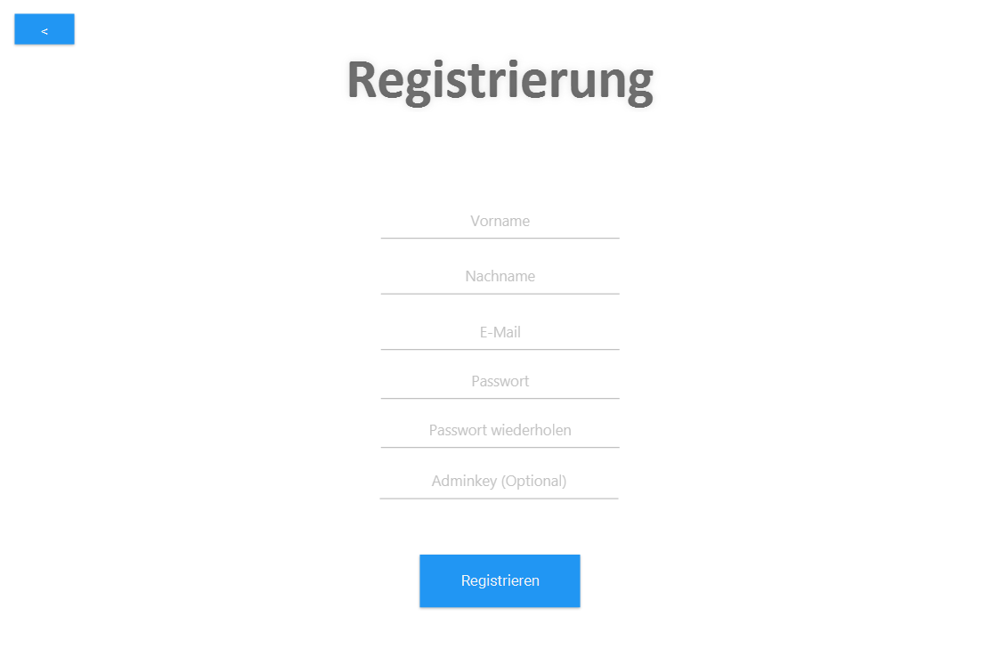 <
Registrierung
Vorname
Nachname
E-Mail
Passwort
Passwort wiederholen
Adminkey (Optional)
Registrieren